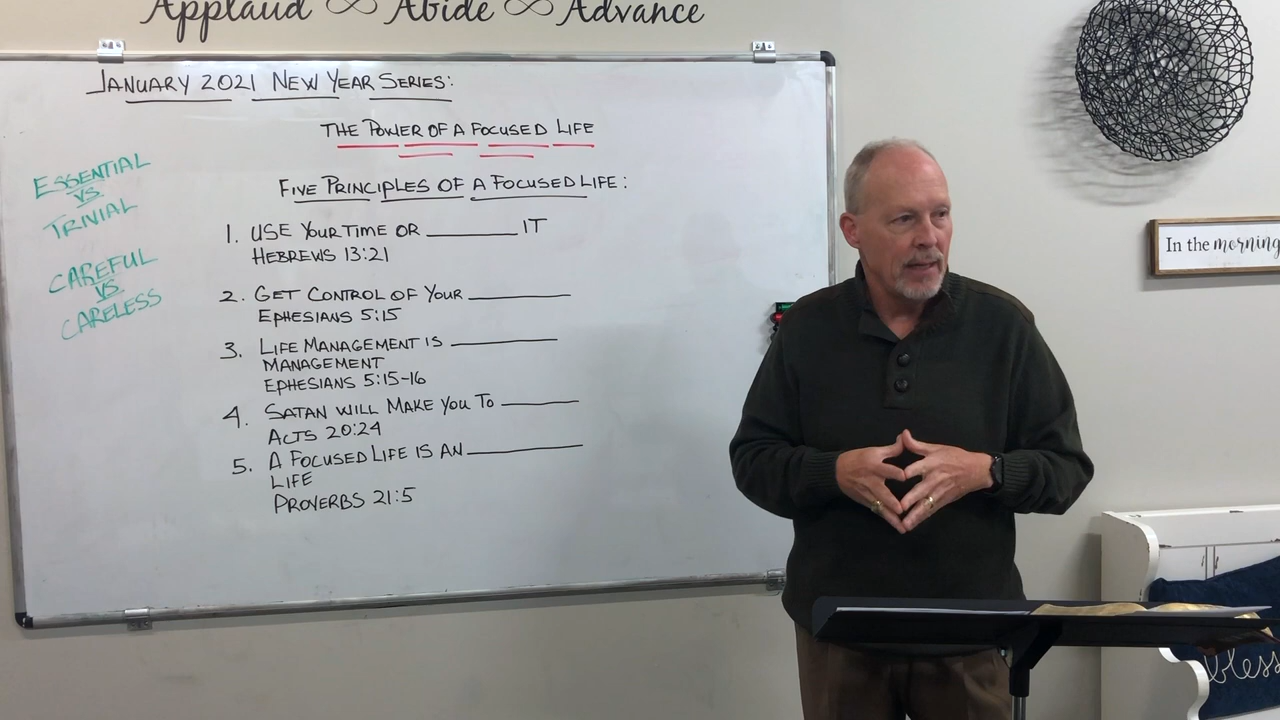 Applaud ∞ Abide ∞ Advance
JANUARY 2021 NEW YEAR SERIES:
THE POWER OF A FOCUSED LIFE
ESSENTIAL
VS.
TRIVIAL
CAREFUL
VS.
CARELESS
FIVE PRINCIPLES OF A FOCUSED LIFE:
1. USE YOUR TIME OR ________ IT
HEBREWS 13:21
2. GET CONTROL OF YOUR ________
EPHESIANS 5:15
3. LIFE MANAGEMENT IS ________
MANAGEMENT
EPHESIANS 5:15-16
4. SATAN WILL MAKE YOU TO ________
ACTS 20:24
5. A FOCUSED LIFE IS AN ________
LIFE
PROVERBS 21:5
In the morning
bless